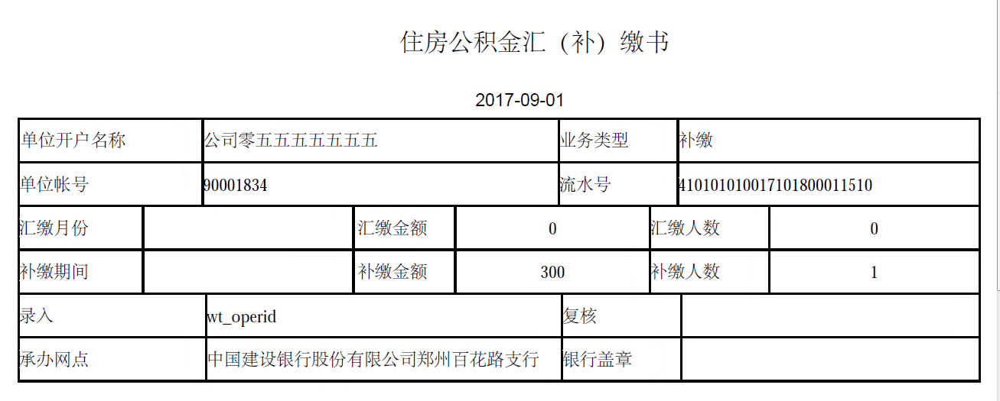 住房公积金汇（补）缴书
2017-09-01
单位开户名称 公司零五五五五五五五 业务类型 补缴
单位帐号 90001834 流水号 410101010017101800011510
汇缴月份 汇缴金额 0 汇缴人数 0
补缴期间 补缴金额 300 补缴人数 1
录入 wt_operid 复核
承办网点 中国建设银行股份有限公司郑州百花路支行 银行盖章